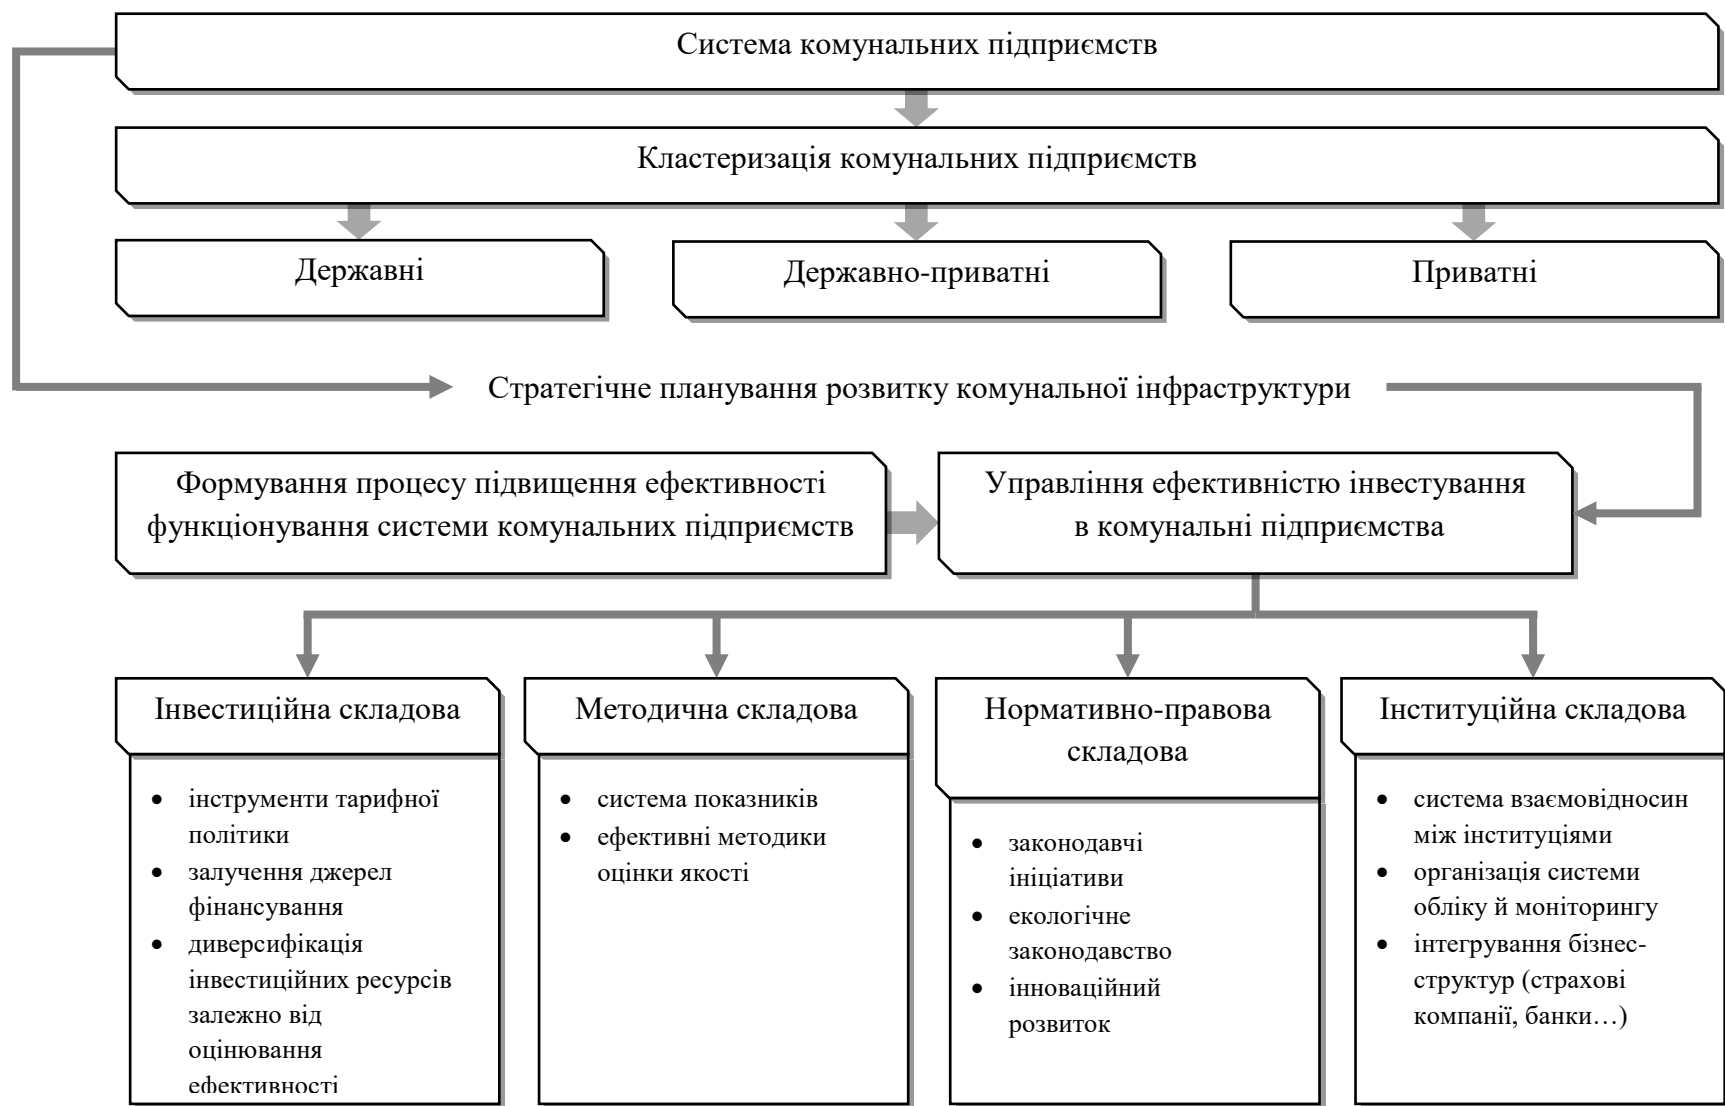 Система комунальних підприємств
Кластеризація комунальних підприємств
Державні
Державно-приватні
Приватні
Стратегічне планування розвитку комунальної інфраструктури
Формування процесу підвищення ефективності
функціонування системи комунальних підприємств
Управління ефективністю інвестування
в комунальні підприємства
Інвестиційна складова
• інструменти тарифної
політики
• залучення джерел
фінансування
• диверсифікація
інвестиційних ресурсів
залежно від
оцінювання
ефективності
Методична складова
• система показників
• ефективні методики
оцінки якості
Нормативно-правова
складова
• законодавчі
ініціативи
• екологічне
законодавство
• інноваційний
розвиток
Інституційна складова
• система взаємовідносин
між інституціями
• організація системи
обліку й моніторингу
• інтегрування бізнес-
структур (страхові
компанії, банки…)